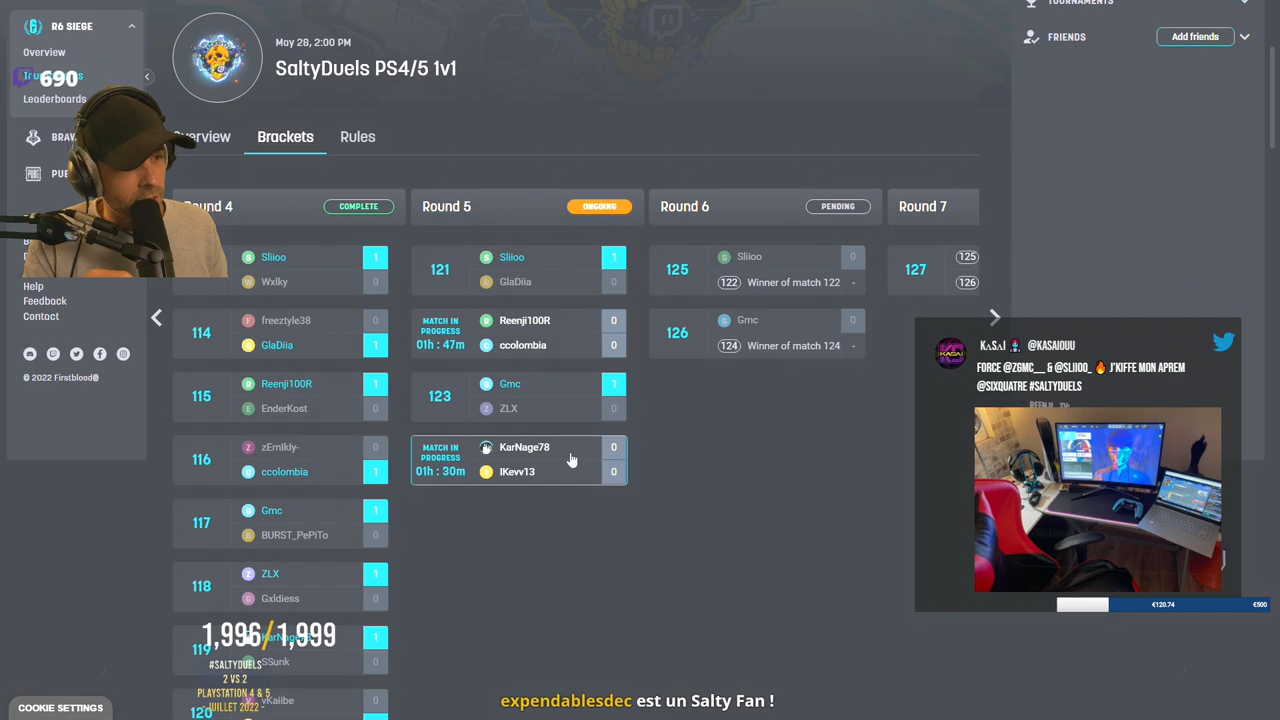 R6 SIEGE
Overview
690
Leaderboards
Help
Feedback
Contact
© 2022 Firstblood®
COOKIE SETTINGS
May 28, 2:00 PM
SaltyDuels PS4/5 1v1
Overview
Brackets
Rules
TOURNAMENTS
FRIENDS
Add friends
Round 4
COMPLETE
Sliioo 1
Wxlky 0
114
freeztyle38 0
GlaDiia 1
115
Reenji100R 1
EnderKost 0
116
zErnIkly- 0
ccolombia 1
117
Gmc 1
BURST_PePiTo 0
118
ZLX 1
Gxldiess 0
119
KarNage78 1
SSunk 0
120
vKaiibe 0
Round 5
ONGOING
121
Sliioo 1
GlaDiia 0
MATCH IN PROGRESS
01h : 47m
Reenji100R 0
ccolombia 0
123
Gmc 1
ZLX 0
MATCH IN PROGRESS
01h : 30m
KarNage78 0
IKevv13 0
Round 6
PENDING
125
Sliioo 0
122 Winner of match 122 -
126
Gmc 0
124 Winner of match 124 -
Round 7
127
125
126
KΛSΛI @KASAIOUU
FORCE @ZGMC__ & @SLIIOO_ 🔥 J'KIFFE MON APREM
@SIXQUATRE #SALTYDUELS
€120.74
€500
1,996/1,999
#SALTYDUELS
2 VS 2
PLAYSTATION 4 & 5
- JUILLET 2022 -
expendablesdec est un Salty Fan !